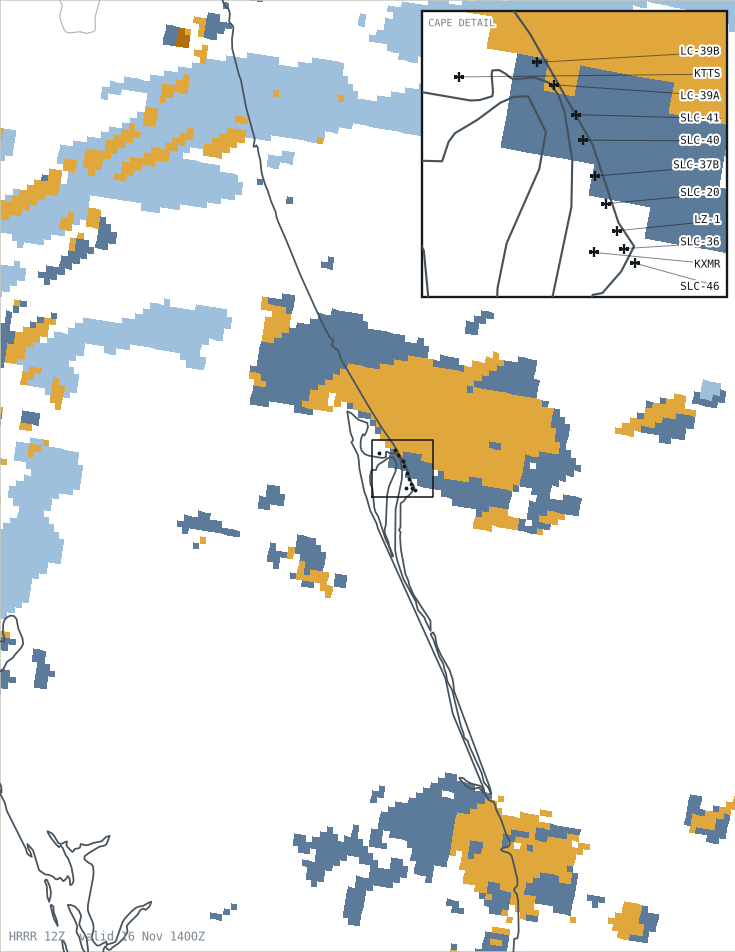 CAPE DETAIL
LC-39B
KTTS
LC-39A
SLC-41
SLC-40
SLC-37B
SLC-20
LZ-1
SLC-36
KXMR
SLC-46
HRRR 12Z valid 16 Nov 1400Z